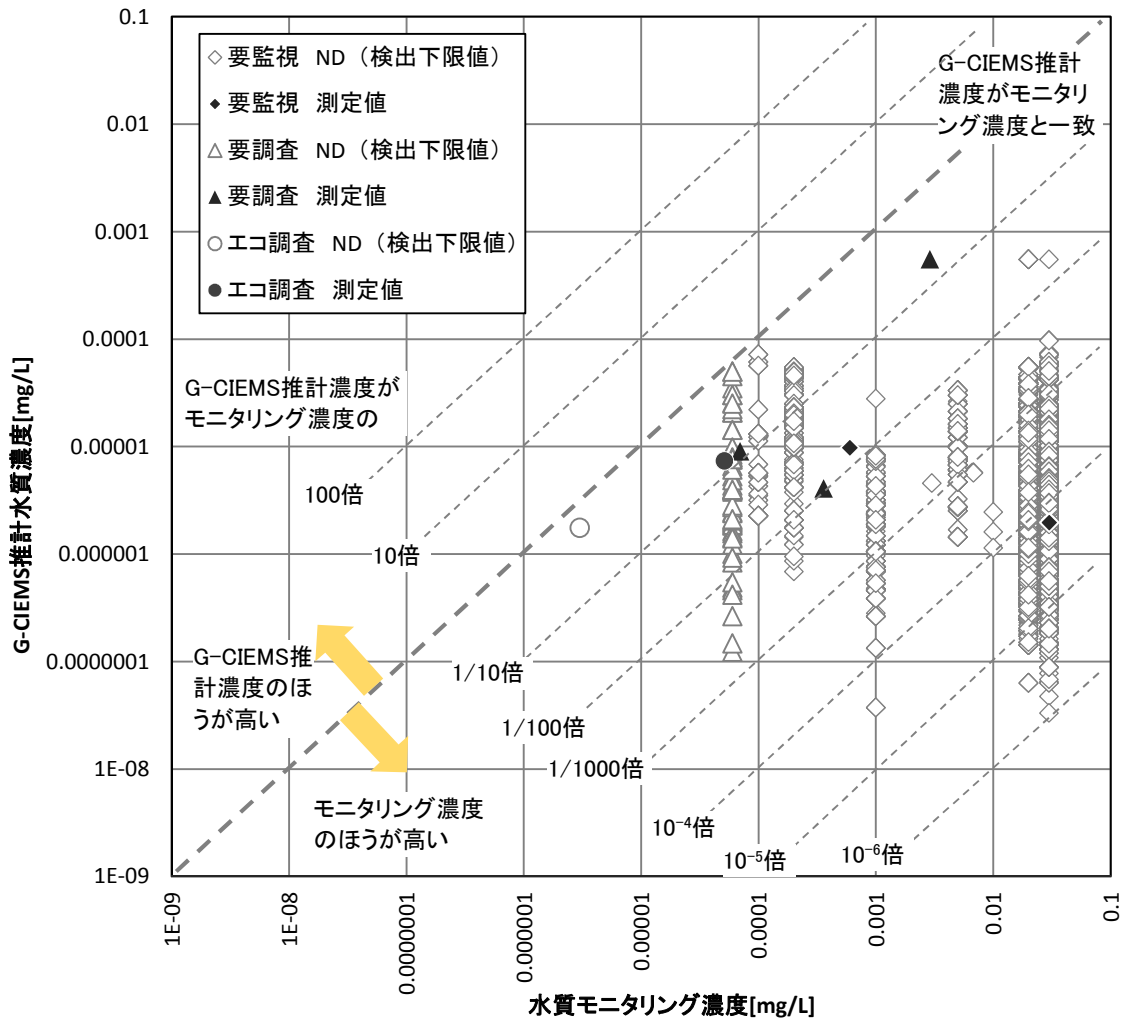 0.1
0.01
0.001
0.0001
0.00001
0.000001
0.0000001
1E-08
1E-09
G-CIEMS推計水質濃度[mg/L]
要監視 ND (検出下限値)
要監視 測定値
要調査 ND (検出下限値)
要調査 測定値
エコ調査 ND (検出下限値)
エコ調査 測定値
G-CIEMS推計
濃度がモニタリ
ング濃度と一致
G-CIEMS推計濃度が
モニタリング濃度の
100倍
10倍
1/10倍
1/100倍
1/1000倍
10⁻⁴倍
10⁻⁵倍
10⁻⁶倍
G-CIEMS推
計濃度のほ
うが高い
モニタリング濃度
のほうが高い
1E-09
1E-08
0.0000001
0.000001
0.00001
0.0001
0.001
0.01
0.1
水質モニタリング濃度[mg/L]